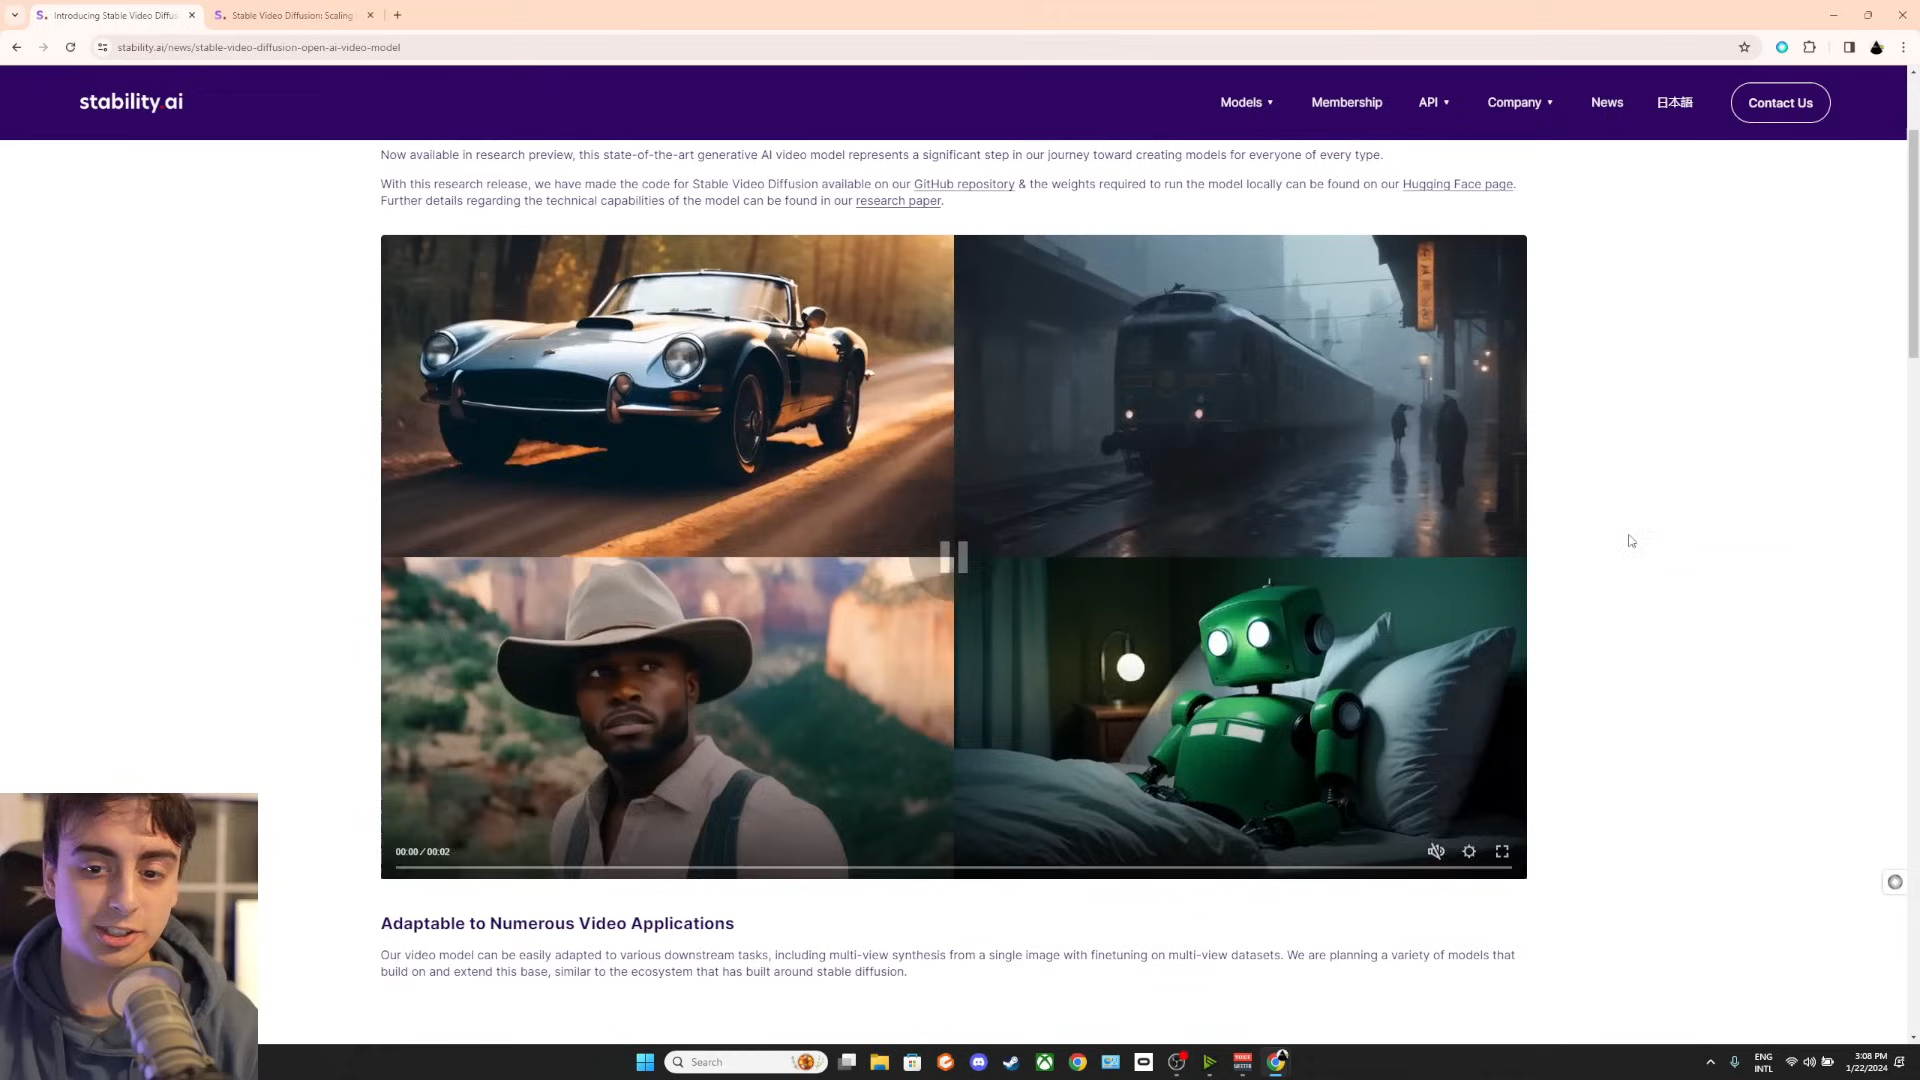 Introducing Stable Video Diffus
Stable Video Diffusion: Scaling
stability.ai/news/stable-video-diffusion-open-ai-video-model
stability.ai
Models
Membership
API
Company
News
日本語
Contact Us
Now available in research preview, this state-of-the-art generative AI video model represents a significant step in our journey toward creating models for everyone of every type.
With this research release, we have made the code for Stable Video Diffusion available on our GitHub repository & the weights required to run the model locally can be found on our Hugging Face page.
Further details regarding the technical capabilities of the model can be found in our research paper.
00:00/00:02
Adaptable to Numerous Video Applications
Our video model can be easily adapted to various downstream tasks, including multi-view synthesis from a single image with finetuning on multi-view datasets. We are planning a variety of models that
build on and extend this base, similar to the ecosystem that has built around stable diffusion.
Search
ENG
INTL
3:08 PM
1/22/2024